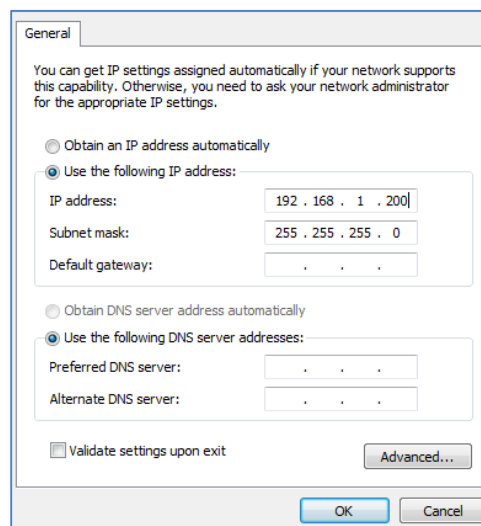 General
You can get IP settings assigned automatically if your network supports
this capability. Otherwise, you need to ask your network administrator
for the appropriate IP settings.
Obtain an IP address automatically
Use the following IP address:
IP address: 192 . 168 . 1 . 200
Subnet mask: 255 . 255 . 255 . 0
Default gateway: . . .
Obtain DNS server address automatically
Use the following DNS server addresses:
Preferred DNS server: . . .
Alternate DNS server: . . .
Validate settings upon exit
Advanced...
OK Cancel